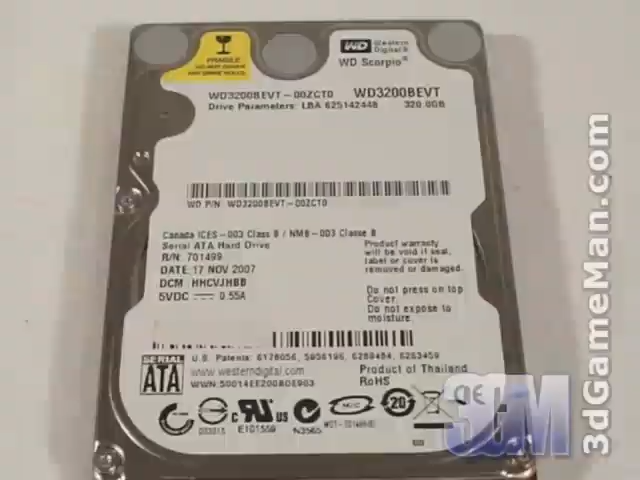 FRAGILE
WD Western Digital®
WD Scorpio®
WD3200BEVT-00ZCT0 WD3200BEVT
Drive Parameters: LBA 625142448 320.0GB
WD P/N: WD3200BEVT-00ZCT0
Canada ICES-003 Class B / NMB-003 Classe B
Serial ATA Hard Drive
R/N: 701499
DATE: 17 NOV 2007
DCM: HHCVJHBB
5VDC 0.55A
Product warranty
will be void if seal,
label or cover is
removed or damaged.
Do not press on top
Cover.
Do not expose to
moisture.
SERIAL
ATA
U.S. Patents: 6178056, 5956196, 6289484, 6263459
www.westerndigital.com
Product of Thailand
RoHS
E101559
N3565
20
3dGameMan.com